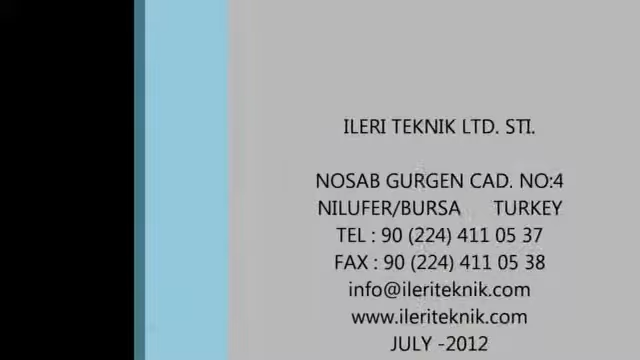 ILERI TEKNIK LTD. STI.
NOSAB GURGEN CAD. NO:4
NILUFER/BURSA TURKEY
TEL : 90 (224) 411 05 37
FAX : 90 (224) 411 05 38
info@ileriteknik.com
www.ileriteknik.com
JULY -2012